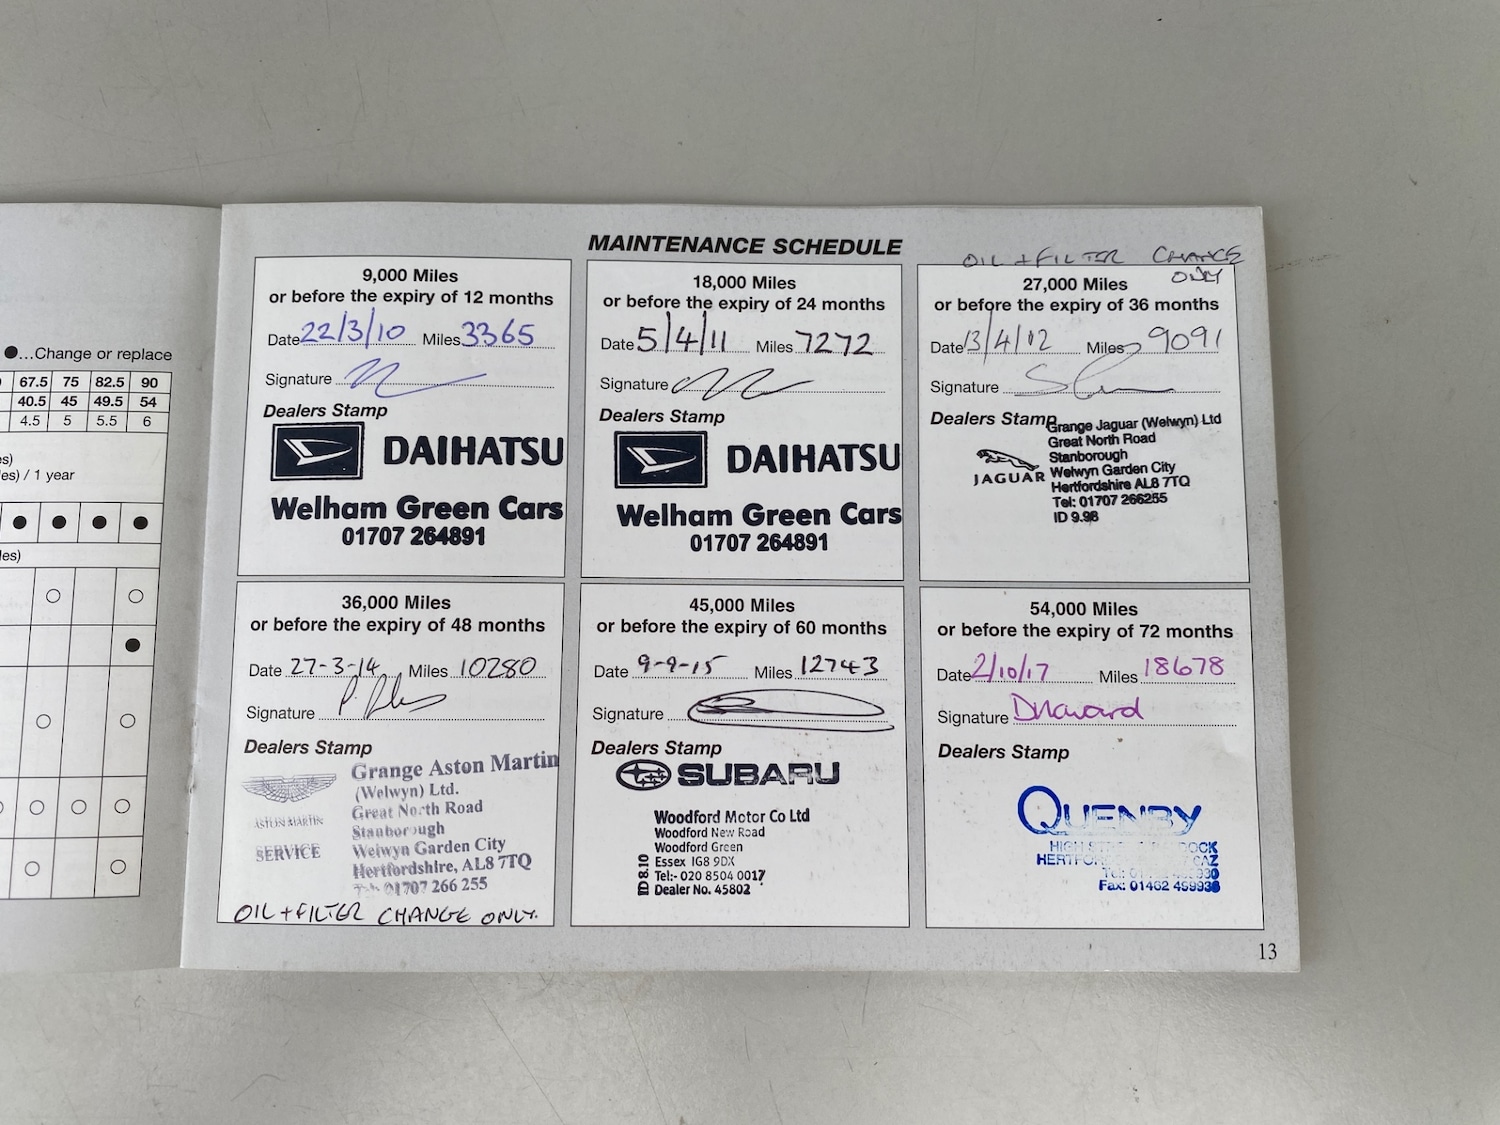 ●...Change or replace
67.5 75 82.5 90
40.5 45 49.5 54
4.5 5 5.5 6
/ 1 year
MAINTENANCE SCHEDULE
9,000 Miles
or before the expiry of 12 months
Date 22/3/10 Miles 3365
Signature
Dealers Stamp
DAIHATSU
Welham Green Cars
01707 264891
18,000 Miles
or before the expiry of 24 months
Date 5/4/11 Miles 7272
Signature
Dealers Stamp
DAIHATSU
Welham Green Cars
01707 264891
OIL + FILTER CHANGE
ONLY
27,000 Miles
or before the expiry of 36 months
Date 13/4/12 Miles 9091
Signature
Dealers Stamp
JAGUAR
Grange Jaguar (Welwyn) Ltd
Great North Road
Stanborough
Welwyn Garden City
Hertfordshire AL8 7TQ
Tel: 01707 266255
ID 9.98
36,000 Miles
or before the expiry of 48 months
Date 27-3-14 Miles 10280
Signature
Dealers Stamp
ASTON MARTIN
SERVICE
Grange Aston Martin
(Welwyn) Ltd.
Great North Road
Stanborough
Welwyn Garden City
Hertfordshire, AL8 7TQ
01707 266 255
OIL + FILTER CHANGE ONLY.
45,000 Miles
or before the expiry of 60 months
Date 9-9-15 Miles 12743
Signature
Dealers Stamp
SUBARU
Woodford Motor Co Ltd
Woodford New Road
Woodford Green
Essex IG8 9DX
Tel:- 020 8504 0017
Dealer No. 45802
ID 8.10
54,000 Miles
or before the expiry of 72 months
Date 2/10/17 Miles 18678
Signature
Dealers Stamp
QUENBY
Fax: 01462
13